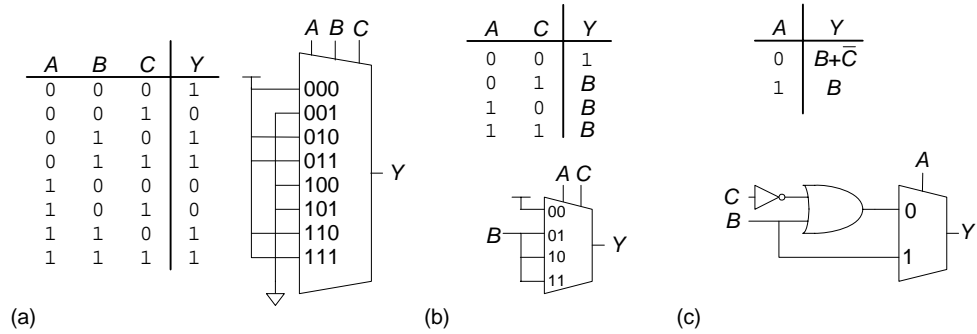 A B C Y
0 0 0 1
0 0 1 0
0 1 0 1
0 1 1 1
1 0 0 0
1 0 1 0
1 1 0 1
1 1 1 1
A B C
000
001
010
011
100
101
110
111
Y
(a)
A C Y
0 0 1
0 1 B
1 0 B
1 1 B
A C
00
01
10
11
B
Y
(b)
A Y
0 B+C̅
1 B
A
C
B
0
1
Y
(c)